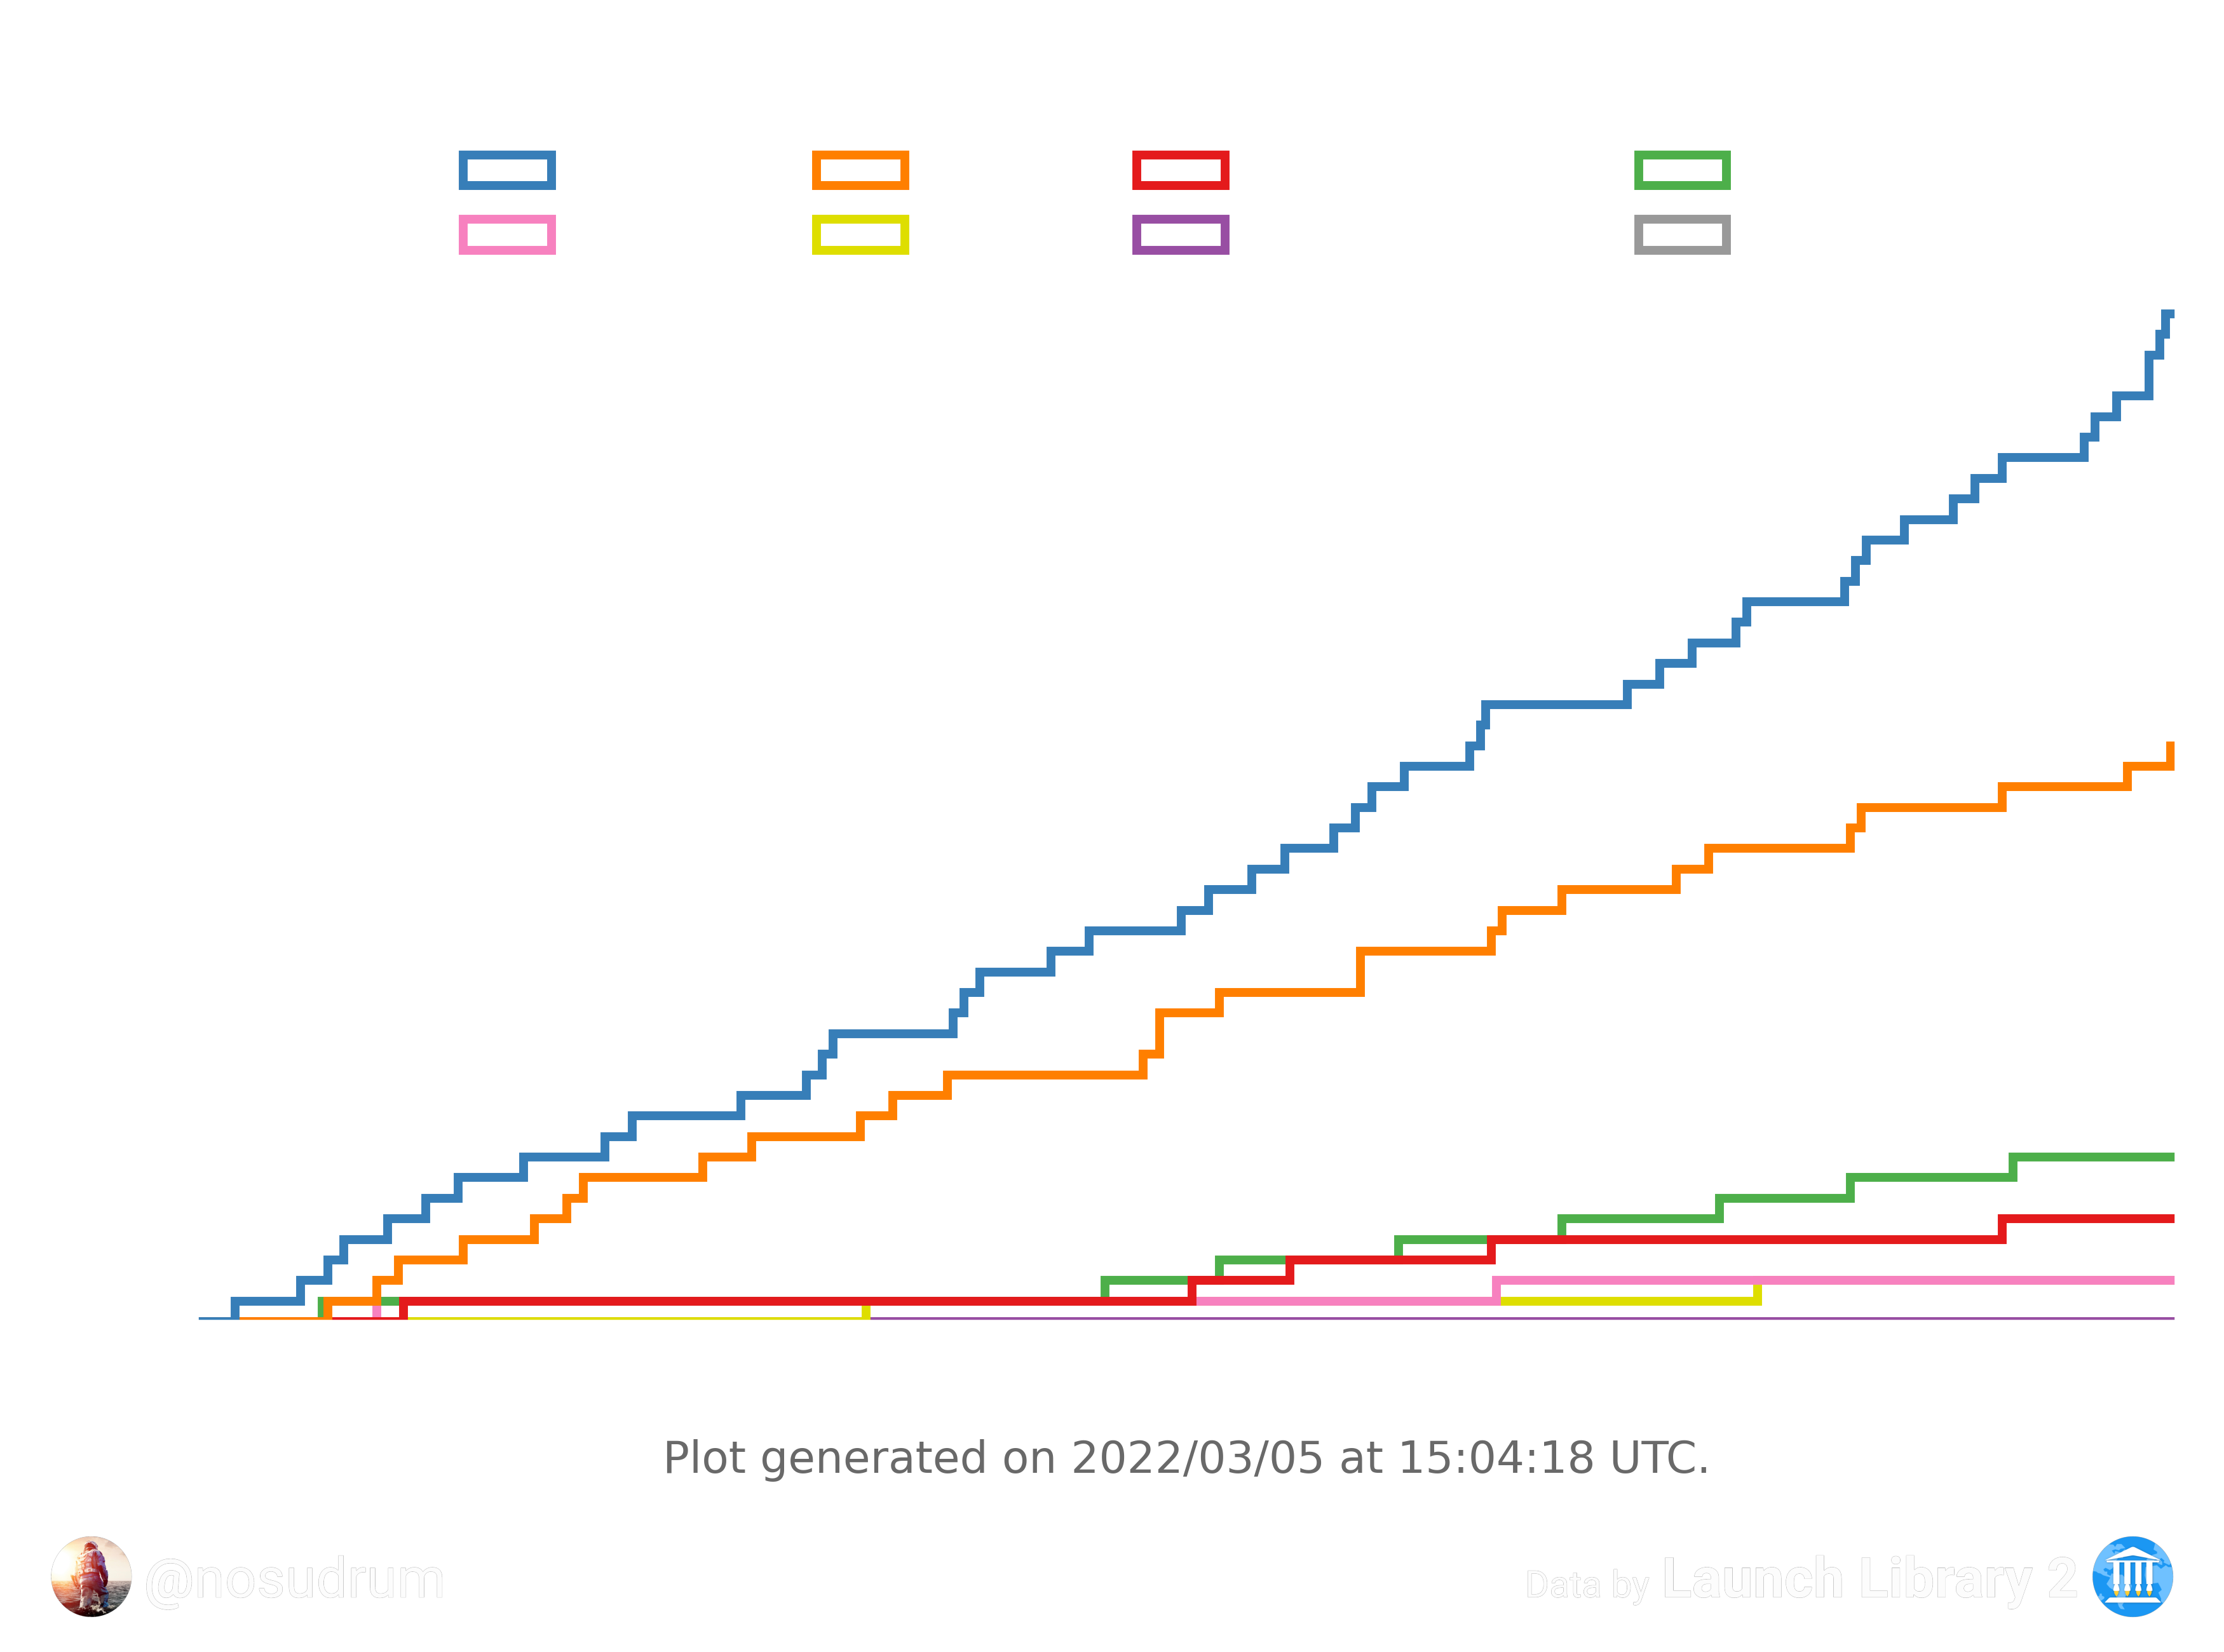 Plot generated on 2022/03/05 at 15:04:18 UTC.
@nosudrum
Data by Launch Library 2